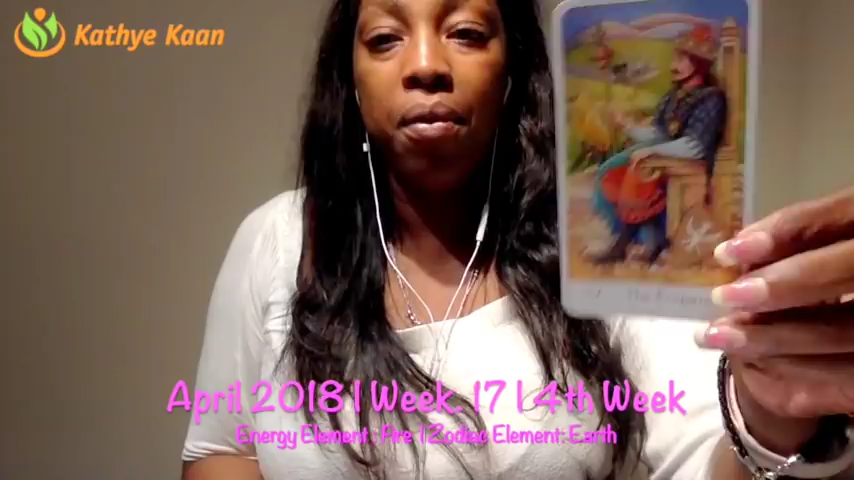 Kathye Kaan
April 2018 | Week. 17 | 4th Week
Energy Element : Fire | Zodiac Element: Earth